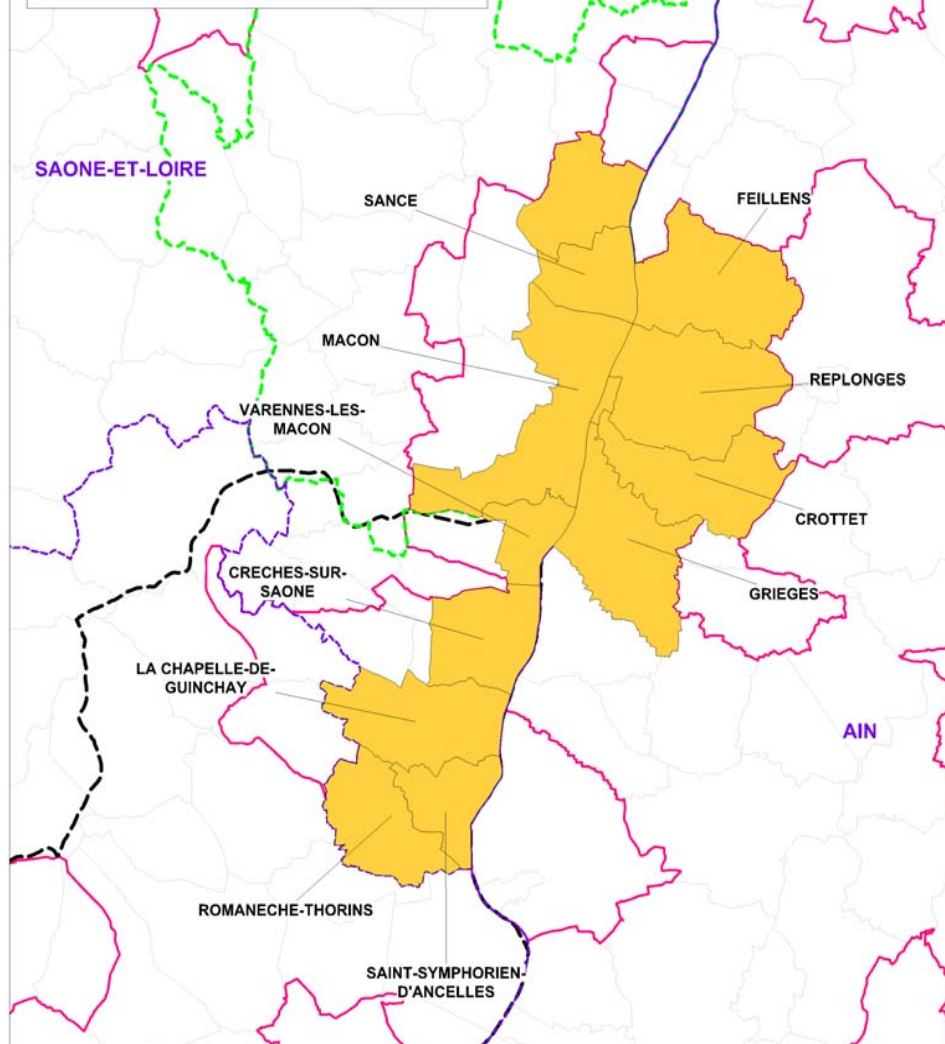 SAONE-ET-LOIRE
SANCE
FEILLENS
MACON
REPLONGES
VARENNES-LES-
MACON
CROTTET
CRECHES-SUR-
SAONE
GRIEGES
LA CHAPELLE-DE-
GUINCHAY
AIN
ROMANECHE-THORINS
SAINT-SYMPHORIEN-
D'ANCELLES